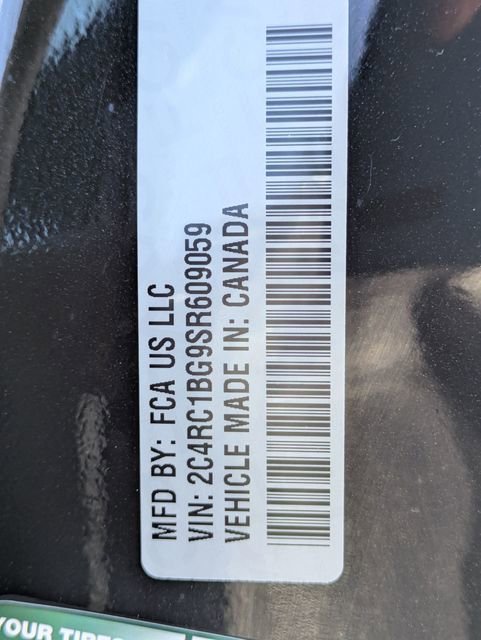 MFD BY: FCA US LLC
VIN: 2C4RC1BG9SR609059
VEHICLE MADE IN: CANADA
YOUR TIRES